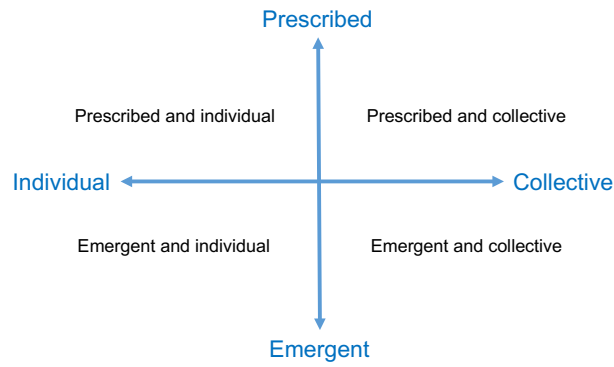 Prescribed
Prescribed and individual
Prescribed and collective
Individual
Collective
Emergent and individual
Emergent and collective
Emergent